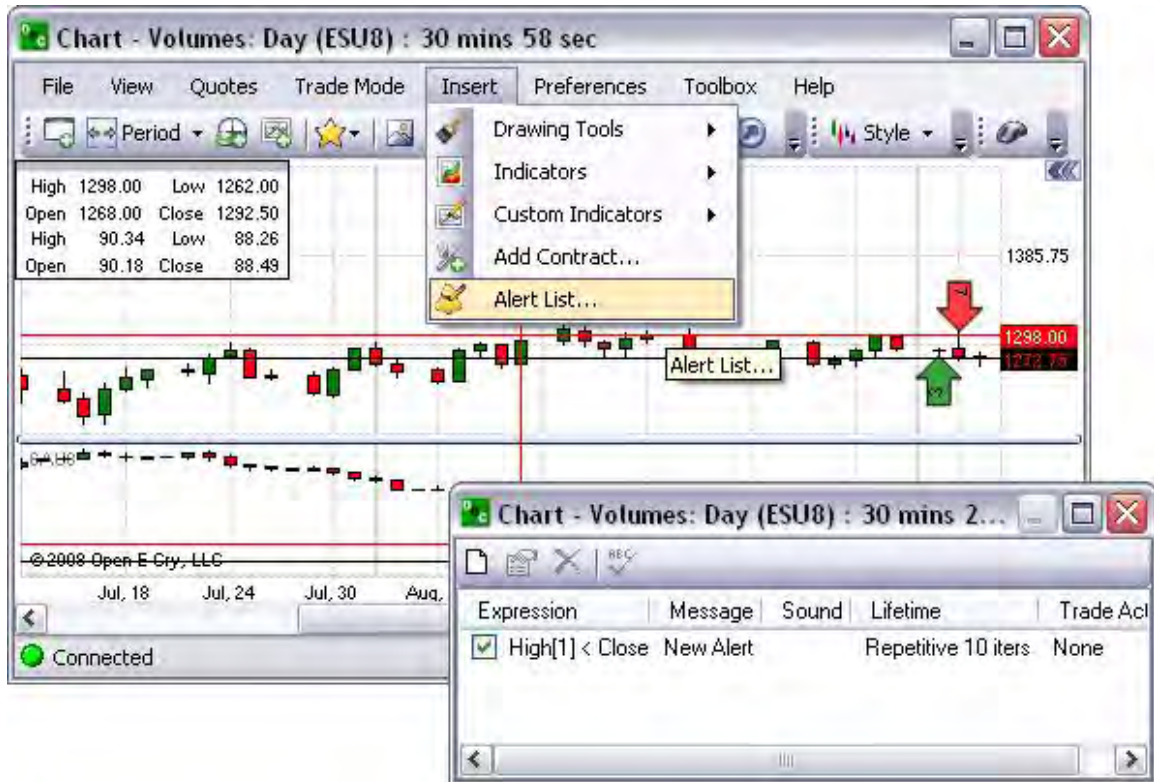 Chart - Volumes: Day (ESU8) : 30 mins 58 sec
File View Quotes Trade Mode Insert Preferences Toolbox Help
Period Style
Drawing Tools
Indicators
Custom Indicators
Add Contract...
Alert List...
High 1298.00 Low 1262.00
Open 1268.00 Close 1292.50
High 90.34 Low 88.26
Open 90.18 Close 88.49
1385.75
1298.00
1272.75
Alert List...
©2008 Open E Cry, LLC
Jul, 18 Jul, 24 Jul, 30 Aug,
Connected
Chart - Volumes: Day (ESU8) : 30 mins 2...
Expression Message Sound Lifetime Trade Act
High[1] < Close New Alert Repetitive 10 iters None